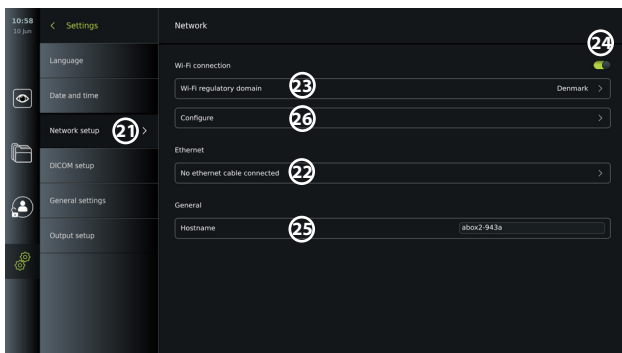 10:58
10 Jun
< Settings
Network
24
Language
Wi-Fi connection
Wi-Fi regulatory domain 23 Denmark >
Date and time
Configure 26 >
Network setup 21 >
Ethernet
DICOM setup
No ethernet cable connected 22 >
General settings
General
Hostname 25 abox2-943a
Output setup